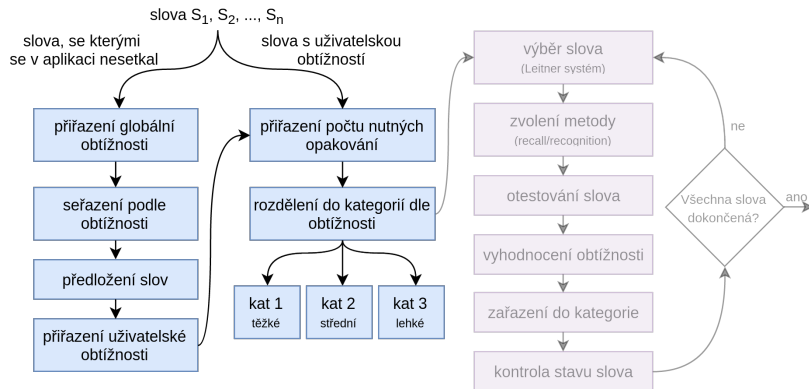 slova S1, S2, ..., Sn
slova, se kterými
se v aplikaci nesetkal
slova s uživatelskou
obtížností
přiřazení globální
obtížnosti
seřazení podle
obtížnosti
předložení slov
přiřazení uživatelské
obtížnosti
přiřazení počtu nutných
opakování
rozdělení do kategorií dle
obtížnosti
kat 1
těžké
kat 2
střední
kat 3
lehké
výběr slova
(Leitner systém)
zvolení metody
(recall/recognition)
otestování slova
vyhodnocení obtížnosti
zařazení do kategorie
kontrola stavu slova
ne
Všechna slova
dokončená?
ano